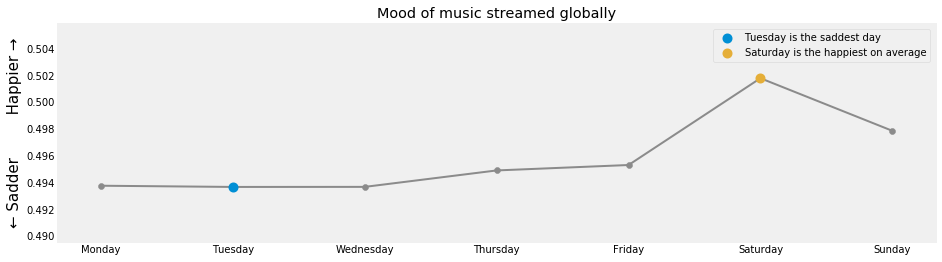 Mood of music streamed globally
Tuesday is the saddest day
Saturday is the happiest on average
← Sadder      Happier →
0.504
0.502
0.500
0.498
0.496
0.494
0.492
0.490
Monday Tuesday Wednesday Thursday Friday Saturday Sunday